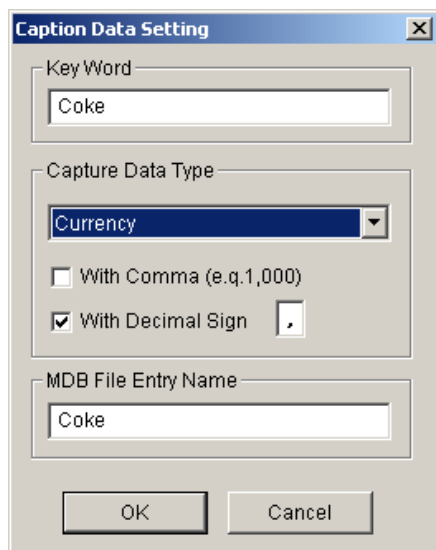 Caption Data Setting
Key Word
Coke
Capture Data Type
Currency
With Comma (e.q.1,000)
With Decimal Sign ,
MDB File Entry Name
Coke
OK Cancel